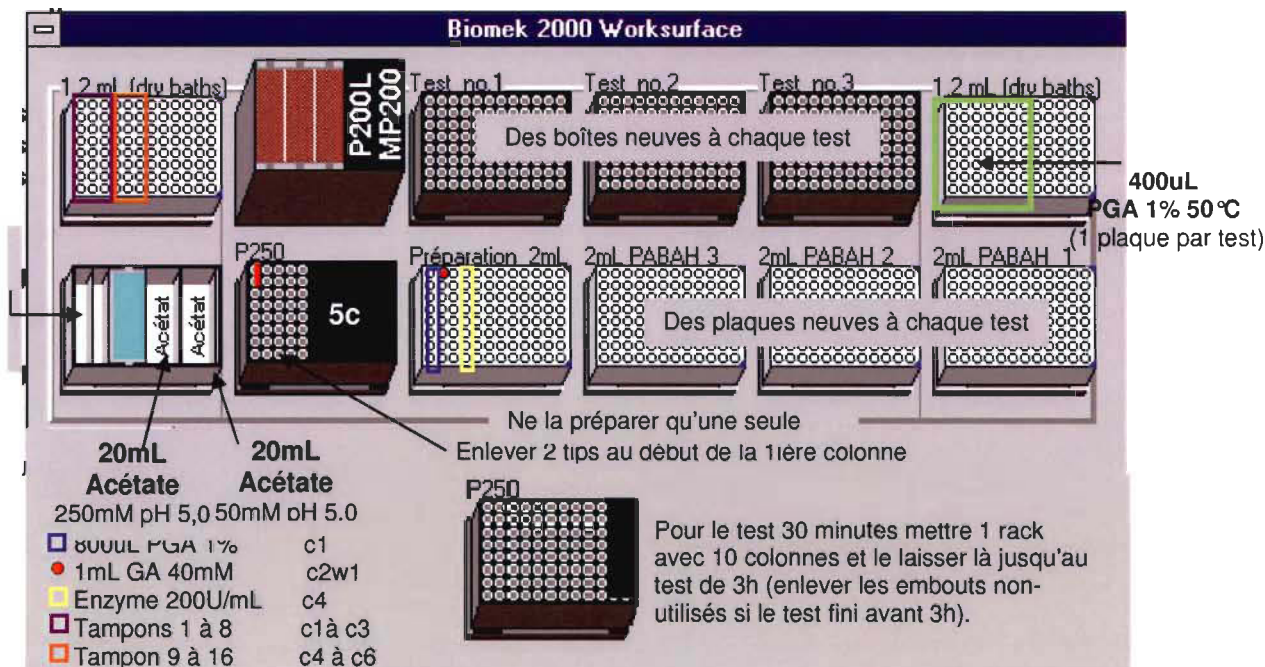 Biomek 2000 Worksurface
1,2 mL (dry baths)
P200L
MP200
Test no.1
Test no.2
Test no.3
1,2 mL (dry baths)
Des boîtes neuves à chaque test
400uL
PGA 1% 50°C
(1 plaque par test)
P250
5c
Préparation 2mL
2mL PABAH 3
2mL PABAH 2
2mL PABAH 1
Acétat
Acétat
Des plaques neuves à chaque test
Ne la préparer qu'une seule
Enlever 2 tips au début de la 1ière colonne
20mL
Acétate
250mM pH 5,0
20mL
Acétate
50mM pH 5.0
800uL PGA 1% c1
1mL GA 40mM c2w1
Enzyme 200U/mL c4
Tampons 1 à 8 c1à c3
Tampon 9 à 16 c4 à c6
P250
Pour le test 30 minutes mettre 1 rack
avec 10 colonnes et le laisser là jusqu'au
test de 3h (enlever les embouts non-
utilisés si le test fini avant 3h).